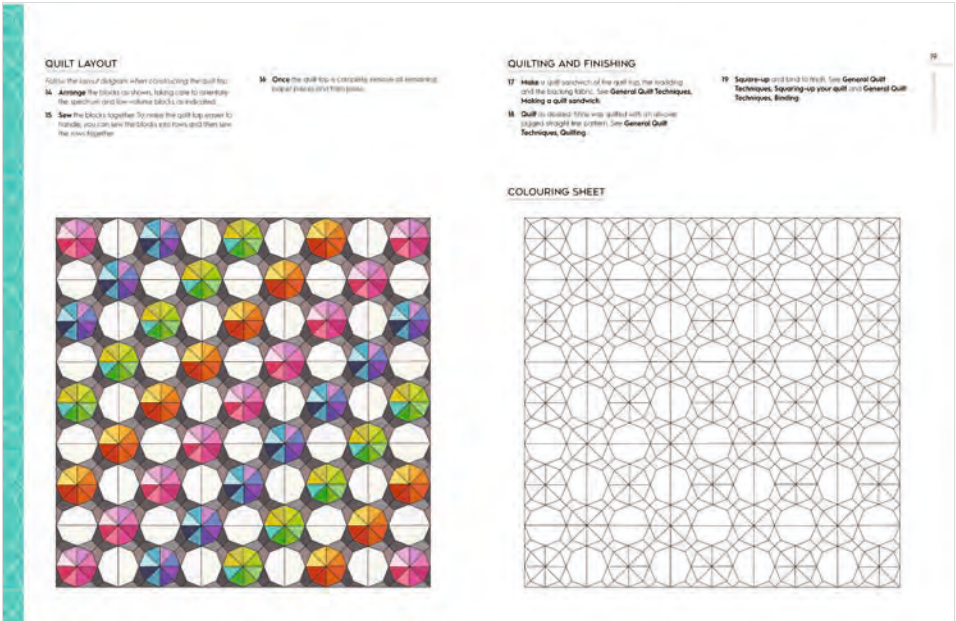 QUILT LAYOUT
Follow the layout diagram when constructing the quilt top.
14 Arrange the blocks as shown, taking care to orientate
the spectrum and low-volume blocks as indicated.
15 Sew the blocks together. To make the quilt top easier to
handle, you can sew the blocks into rows and then sew
the rows together.
16 Once the quilt top is complete, remove all remaining
paper pieces and then press.
QUILTING AND FINISHING
17 Make a quilt sandwich of the quilt top, the wadding
and the backing fabric. See General Quilt Techniques,
Making a quilt sandwich.
18 Quilt as desired. Mine was quilted with an all-over
jagged straight line pattern. See General Quilt
Techniques, Quilting.
19 Square-up and bind to finish. See General Quilt
Techniques, Squaring-up your quilt and General Quilt
Techniques, Binding.
19
COLOURING SHEET